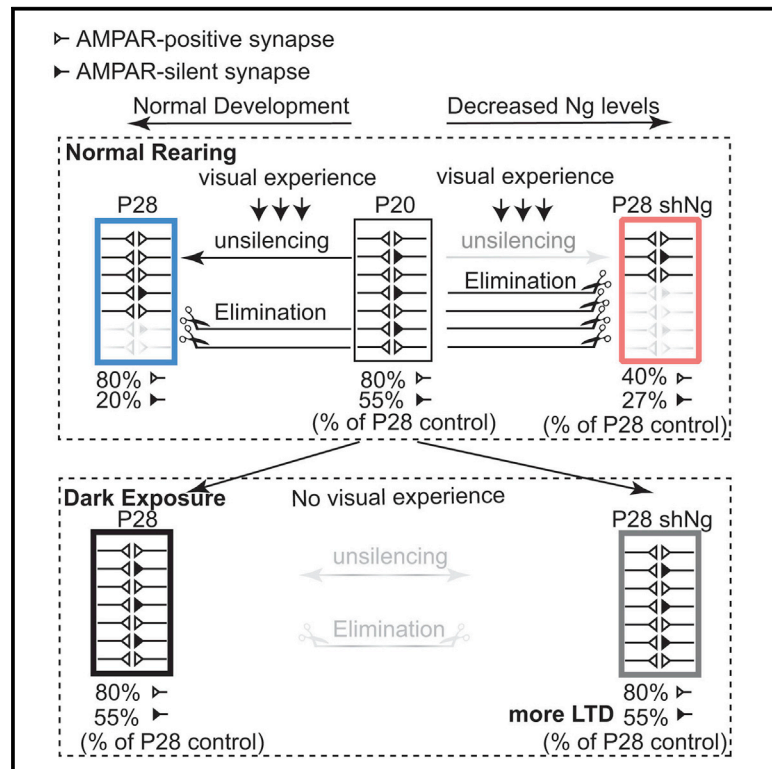 AMPAR-positive synapse
AMPAR-silent synapse
Normal Development
Decreased Ng levels
Normal Rearing
visual experience
visual experience
P28
P20
P28 shNg
unsilencing
unsilencing
Elimination
Elimination
80%
20%
80%
55%
(% of P28 control)
40%
27%
(% of P28 control)
Dark Exposure
No visual experience
P28
P28 shNg
unsilencing
Elimination
80%
55%
(% of P28 control)
more LTD
80%
55%
(% of P28 control)